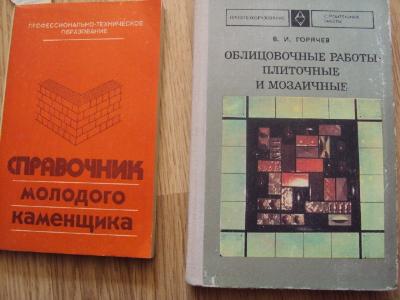 ПРОФЕССИОНАЛЬНО-ТЕХНИЧЕСКОЕ
ОБРАЗОВАНИЕ
СПРАВОЧНИК
МОЛОДОГО
КАМЕНЩИКА
ПРОФТЕХОБРАЗОВАНИЕ
СТРОИТЕЛЬНЫЕ
РАБОТЫ
В. И. ГОРЯЧЕВ
ОБЛИЦОВОЧНЫЕ РАБОТЫ-
ПЛИТОЧНЫЕ
И МОЗАИЧНЫЕ